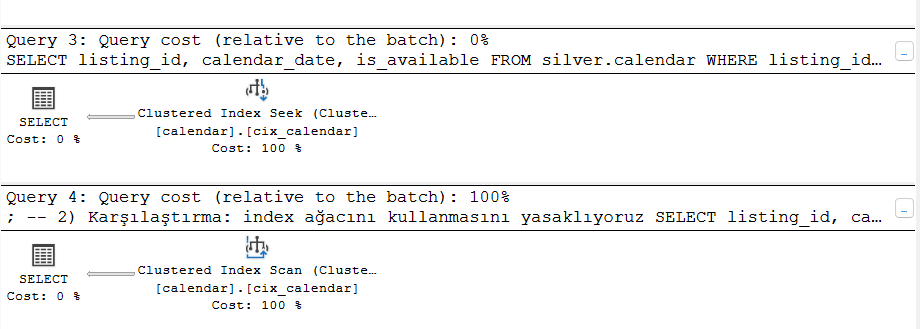 Query 3: Query cost (relative to the batch): 0%
SELECT listing_id, calendar_date, is_available FROM silver.calendar WHERE listing_id…
SELECT
Cost: 0 %
Clustered Index Seek (Cluste…
[calendar].[cix_calendar]
Cost: 100 %
Query 4: Query cost (relative to the batch): 100%
; -- 2) Karşılaştırma: index ağacını kullanmasını yasaklıyoruz SELECT listing_id, ca…
SELECT
Cost: 0 %
Clustered Index Scan (Cluste…
[calendar].[cix_calendar]
Cost: 100 %